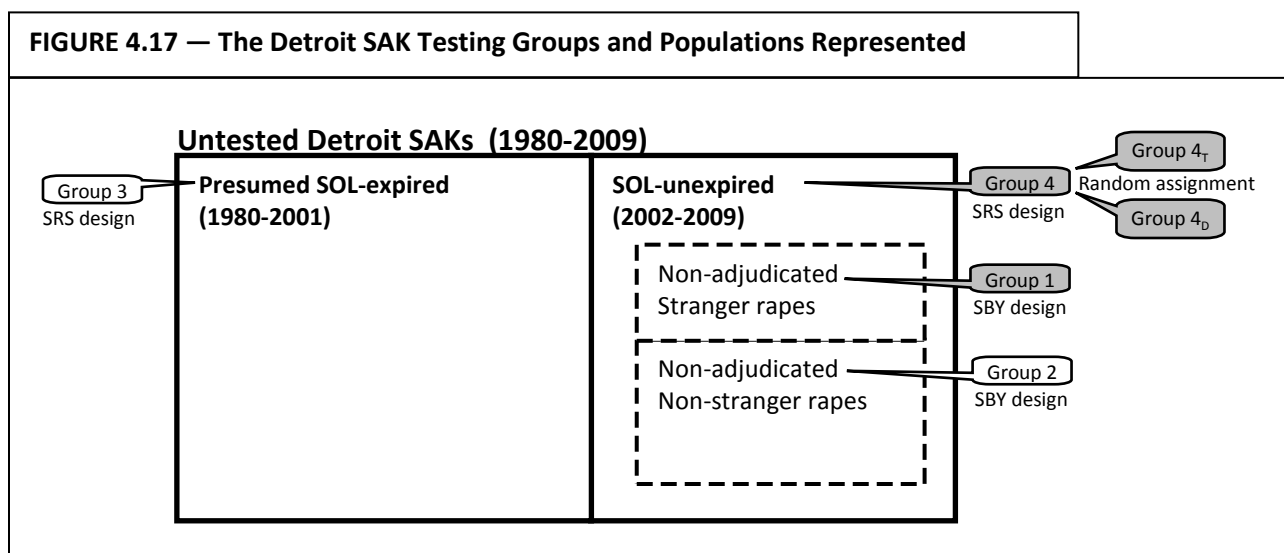 FIGURE 4.17 — The Detroit SAK Testing Groups and Populations Represented
Untested Detroit SAKs (1980-2009)
Group 3
SRS design
Presumed SOL-expired
(1980-2001)
SOL-unexpired
(2002-2009)
Group 4
SRS design
Group 4T
Random assignment
Group 4D
Non-adjudicated
Stranger rapes
Group 1
SBY design
Non-adjudicated
Non-stranger rapes
Group 2
SBY design